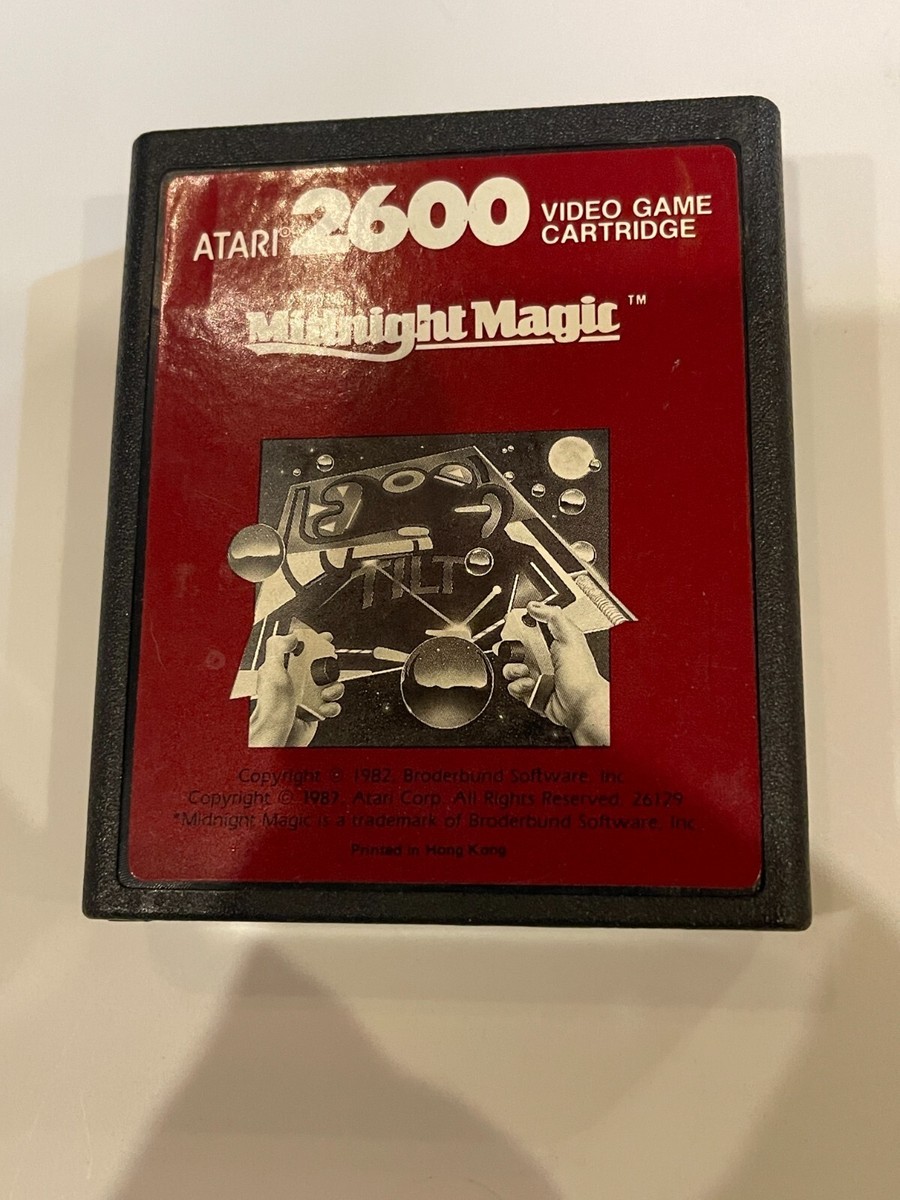 ATARI® 2600 VIDEO GAME CARTRIDGE
Midnight Magic™
TILT
Copyright © 1982, Broderbund Software, Inc.
Copyright © 1987, Atari Corp. All Rights Reserved. 26129
*Midnight Magic is a trademark of Broderbund Software, Inc.
Printed in Hong Kong